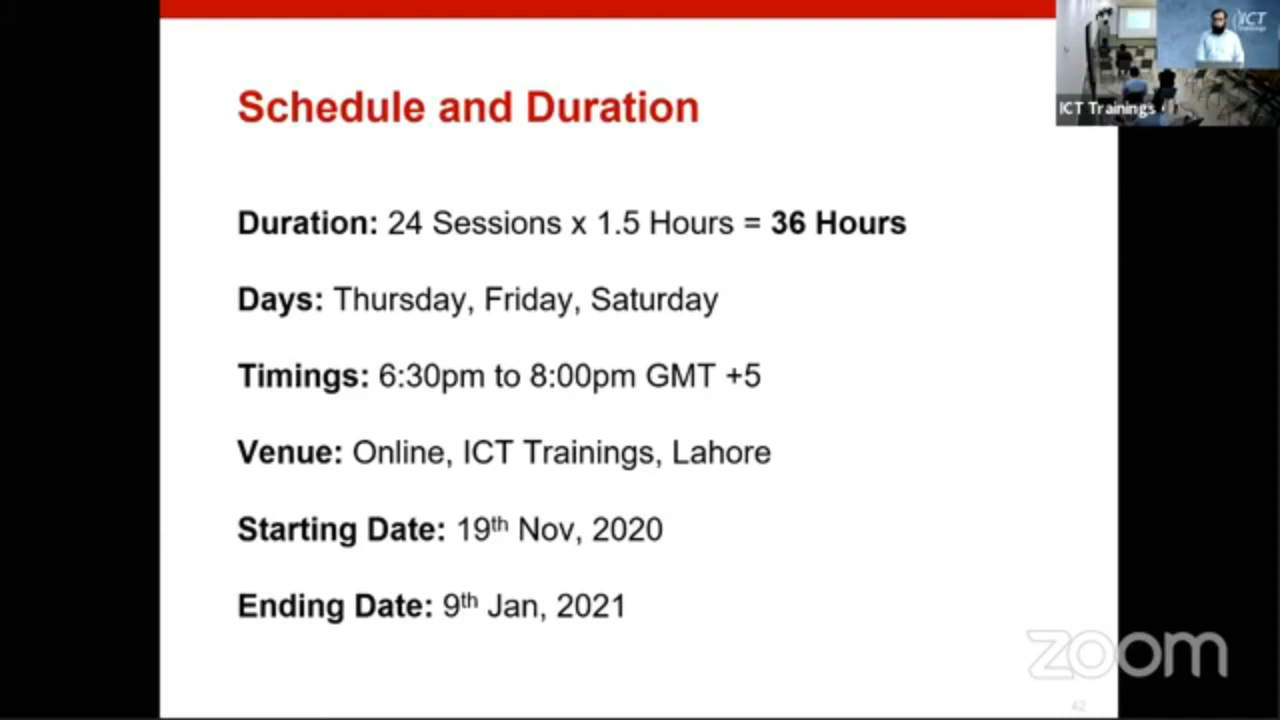 Schedule and Duration
Duration: 24 Sessions x 1.5 Hours = 36 Hours
Days: Thursday, Friday, Saturday
Timings: 6:30pm to 8:00pm GMT +5
Venue: Online, ICT Trainings, Lahore
Starting Date: 19th Nov, 2020
Ending Date: 9th Jan, 2021
ICT
ICT Trainings
zoom
42